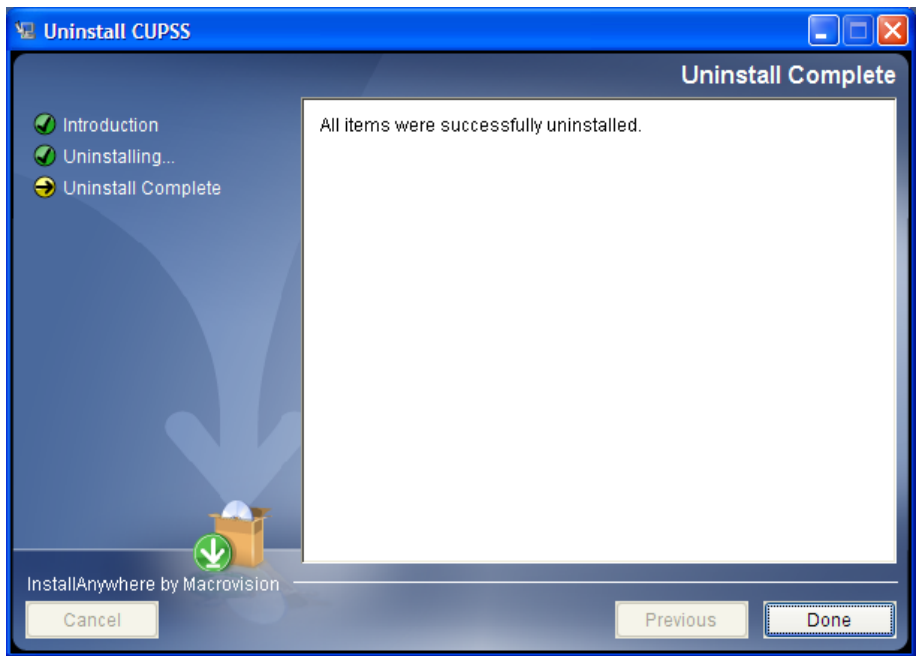 Uninstall CUPSS
Uninstall Complete
Introduction
Uninstalling...
Uninstall Complete
All items were successfully uninstalled.
InstallAnywhere by Macrovision
Cancel
Previous
Done